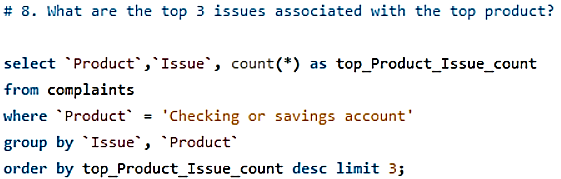 # 8. What are the top 3 issues associated with the top product?
select `Product`,`Issue`, count(*) as top_Product_Issue_count
from complaints
where `Product` = 'Checking or savings account'
group by `Issue`, `Product`
order by top_Product_Issue_count desc limit 3;